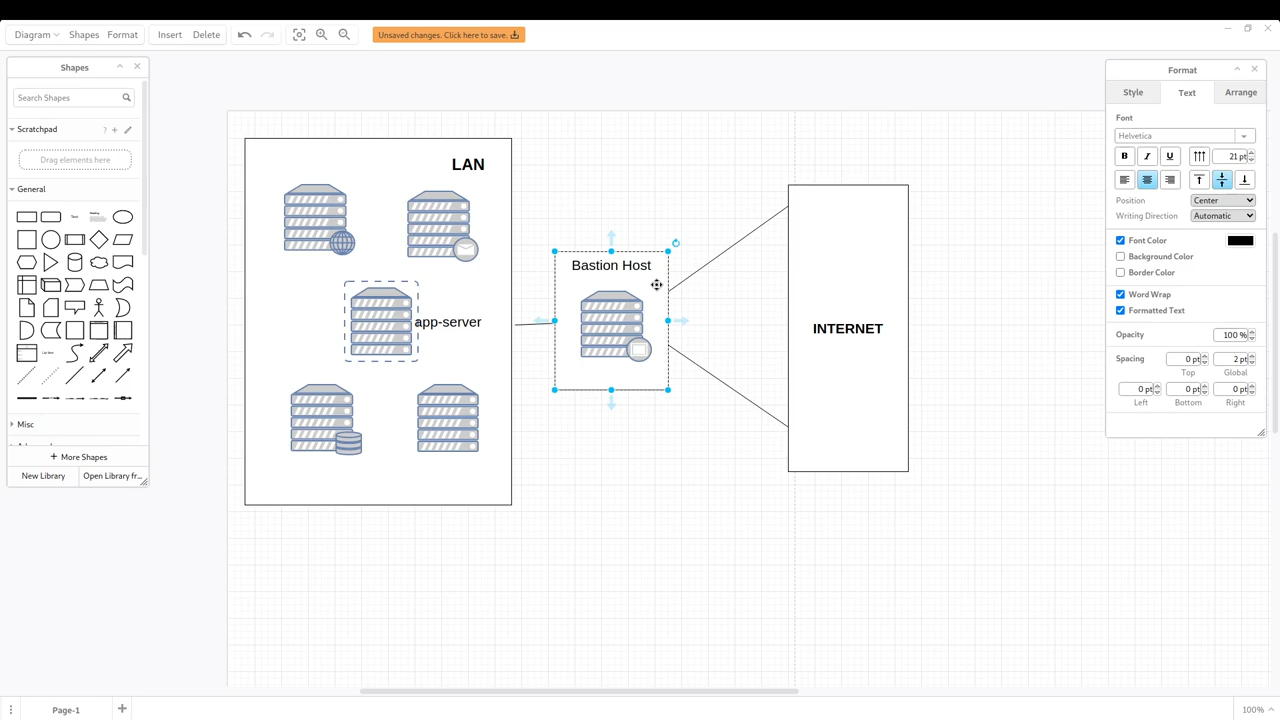 Diagram
Shapes
Format
Insert
Delete
Unsaved changes. Click here to save.
Shapes
Search Shapes
Scratchpad
?
Drag elements here
General
Text
Heading
List Item
Misc
+ More Shapes
New Library
Open Library fr...
LAN
app-server
Bastion Host
INTERNET
Format
Style
Text
Arrange
Font
Helvetica
B
I
U
21 pt
Position
Center
Writing Direction
Automatic
Font Color
Background Color
Border Color
Word Wrap
Formatted Text
Opacity
100 %
Spacing
0 pt
2 pt
Top
Global
0 pt
0 pt
0 pt
Left
Bottom
Right
Page-1
100%